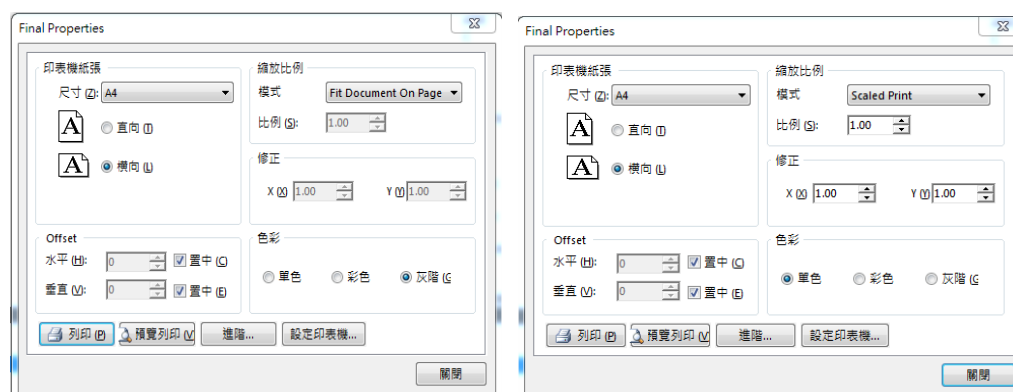 Final Properties
印表機紙張
尺寸 (Z): A4
A 直向 (I)
A 橫向 (L)
縮放比例
模式 Fit Document On Page
比例 (S): 1.00
修正
X (X) 1.00 Y (Y) 1.00
Offset
水平 (H): 0 置中 (C)
垂直 (V): 0 置中 (E)
色彩
單色 彩色 灰階 (G
列印 (P) 預覽列印 (V 進階... 設定印表機...
關閉
Final Properties
印表機紙張
尺寸 (Z): A4
A 直向 (I)
A 橫向 (L)
縮放比例
模式 Scaled Print
比例 (S): 1.00
修正
X (X) 1.00 Y (Y) 1.00
Offset
水平 (H): 0 置中 (C)
垂直 (V): 0 置中 (E)
色彩
單色 彩色 灰階 (G
列印 (P) 預覽列印 (V 進階... 設定印表機...
關閉